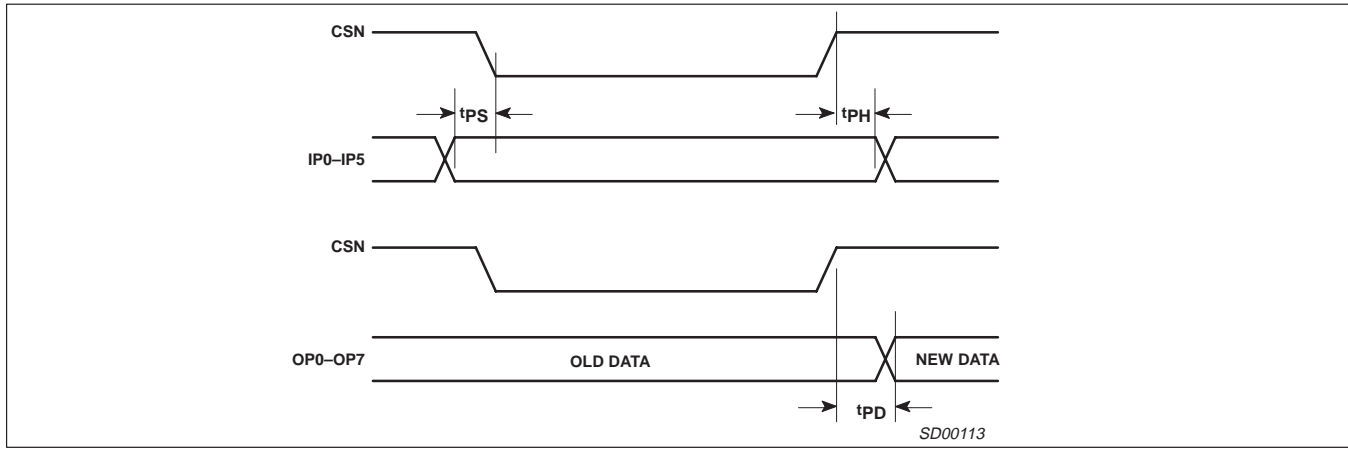 CSN
tPS
tPH
IP0–IP5
CSN
OP0–OP7
OLD DATA
NEW DATA
tPD
SD00113